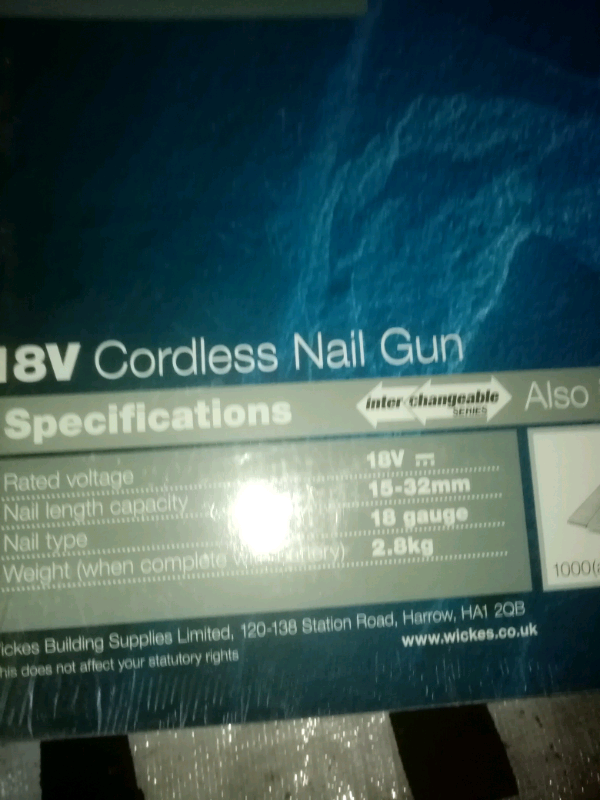 18V Cordless Nail Gun
Specifications
inter changeable
SERIES
Also
Rated voltage 18V
Nail length capacity 15-32mm
Nail type 18 gauge
Weight (when complete 2.8kg
1000
ickes Building Supplies Limited, 120-138 Station Road, Harrow, HA1 2QB
his does not affect your statutory rights
www.wickes.co.uk